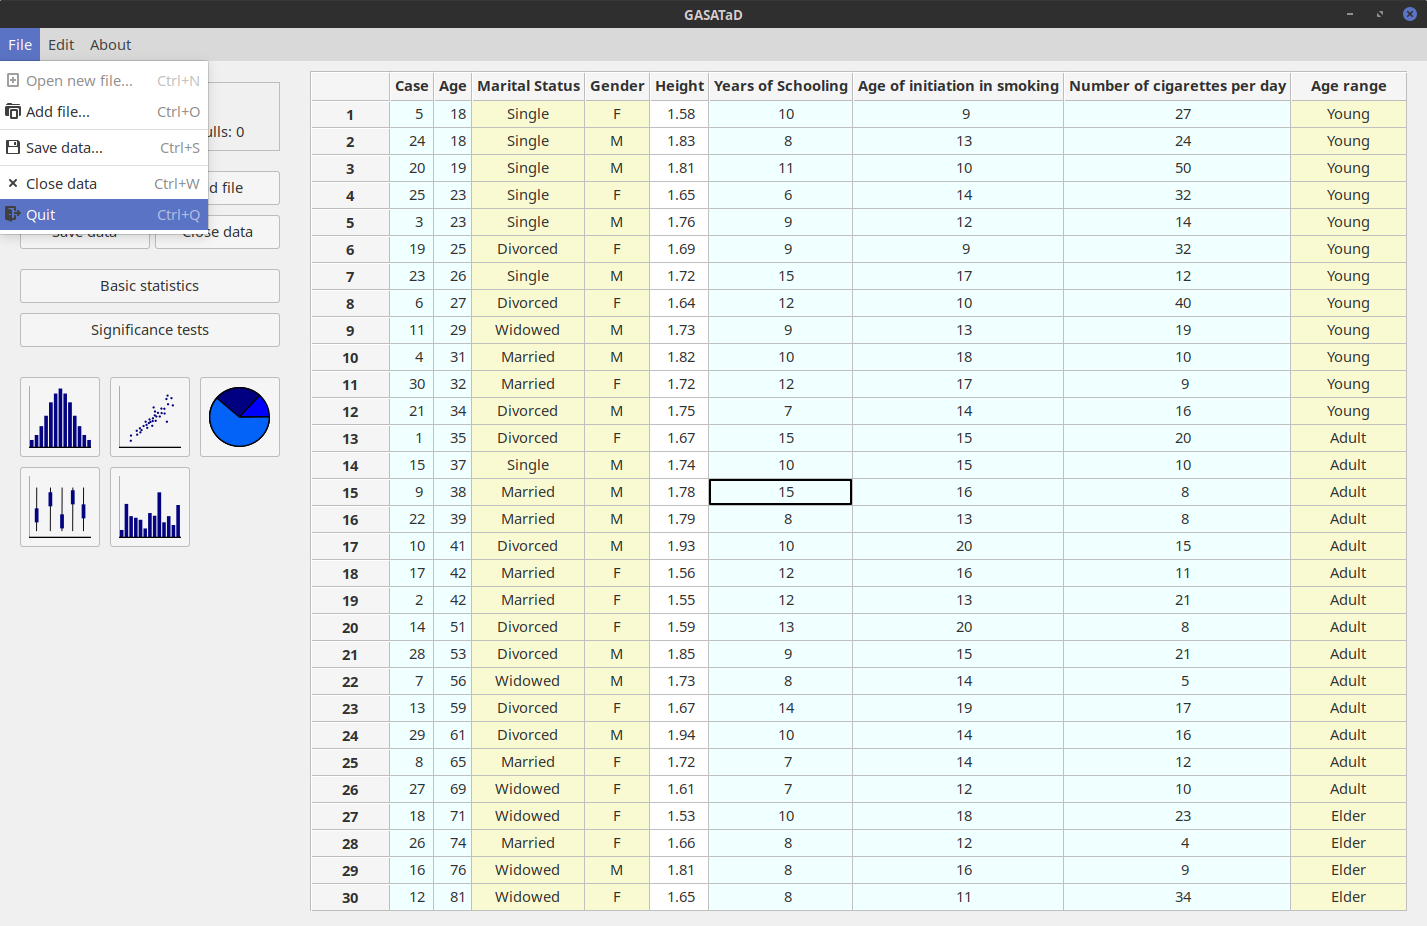 GASATaD
File Edit About
Open new file... Ctrl+N
Add file... Ctrl+O
Save data... Ctrl+S
Close data Ctrl+W
Quit Ctrl+Q
ulls: 0
d file
Save data Close data
Basic statistics
Significance tests
Case Age Marital Status Gender Height Years of Schooling Age of initiation in smoking Number of cigarettes per day Age range
1 5 18 Single F 1.58 10 9 27 Young
2 24 18 Single M 1.83 8 13 24 Young
3 20 19 Single M 1.81 11 10 50 Young
4 25 23 Single F 1.65 6 14 32 Young
5 3 23 Single M 1.76 9 12 14 Young
6 19 25 Divorced F 1.69 9 9 32 Young
7 23 26 Single M 1.72 15 17 12 Young
8 6 27 Divorced F 1.64 12 10 40 Young
9 11 29 Widowed M 1.73 9 13 19 Young
10 4 31 Married M 1.82 10 18 10 Young
11 30 32 Married F 1.72 12 17 9 Young
12 21 34 Divorced M 1.75 7 14 16 Young
13 1 35 Divorced F 1.67 15 15 20 Adult
14 15 37 Single M 1.74 10 15 10 Adult
15 9 38 Married M 1.78 15 16 8 Adult
16 22 39 Married M 1.79 8 13 8 Adult
17 10 41 Divorced M 1.93 10 20 15 Adult
18 17 42 Married F 1.56 12 16 11 Adult
19 2 42 Married F 1.55 12 13 21 Adult
20 14 51 Divorced F 1.59 13 20 8 Adult
21 28 53 Divorced M 1.85 9 15 21 Adult
22 7 56 Widowed M 1.73 8 14 5 Adult
23 13 59 Divorced F 1.67 14 19 17 Adult
24 29 61 Divorced M 1.94 10 14 16 Adult
25 8 65 Married F 1.72 7 14 12 Adult
26 27 69 Widowed F 1.61 7 12 10 Adult
27 18 71 Widowed F 1.53 10 18 23 Elder
28 26 74 Married F 1.66 8 12 4 Elder
29 16 76 Widowed M 1.81 8 16 9 Elder
30 12 81 Widowed F 1.65 8 11 34 Elder